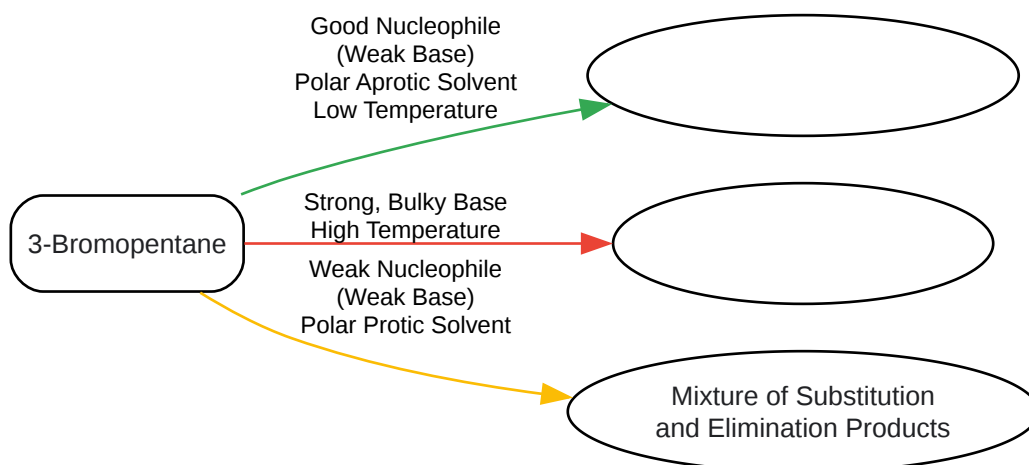 Good Nucleophile
(Weak Base)
Polar Aprotic Solvent
Low Temperature
3-Bromopentane
Strong, Bulky Base
High Temperature
Weak Nucleophile
(Weak Base)
Polar Protic Solvent
Mixture of Substitution
and Elimination Products